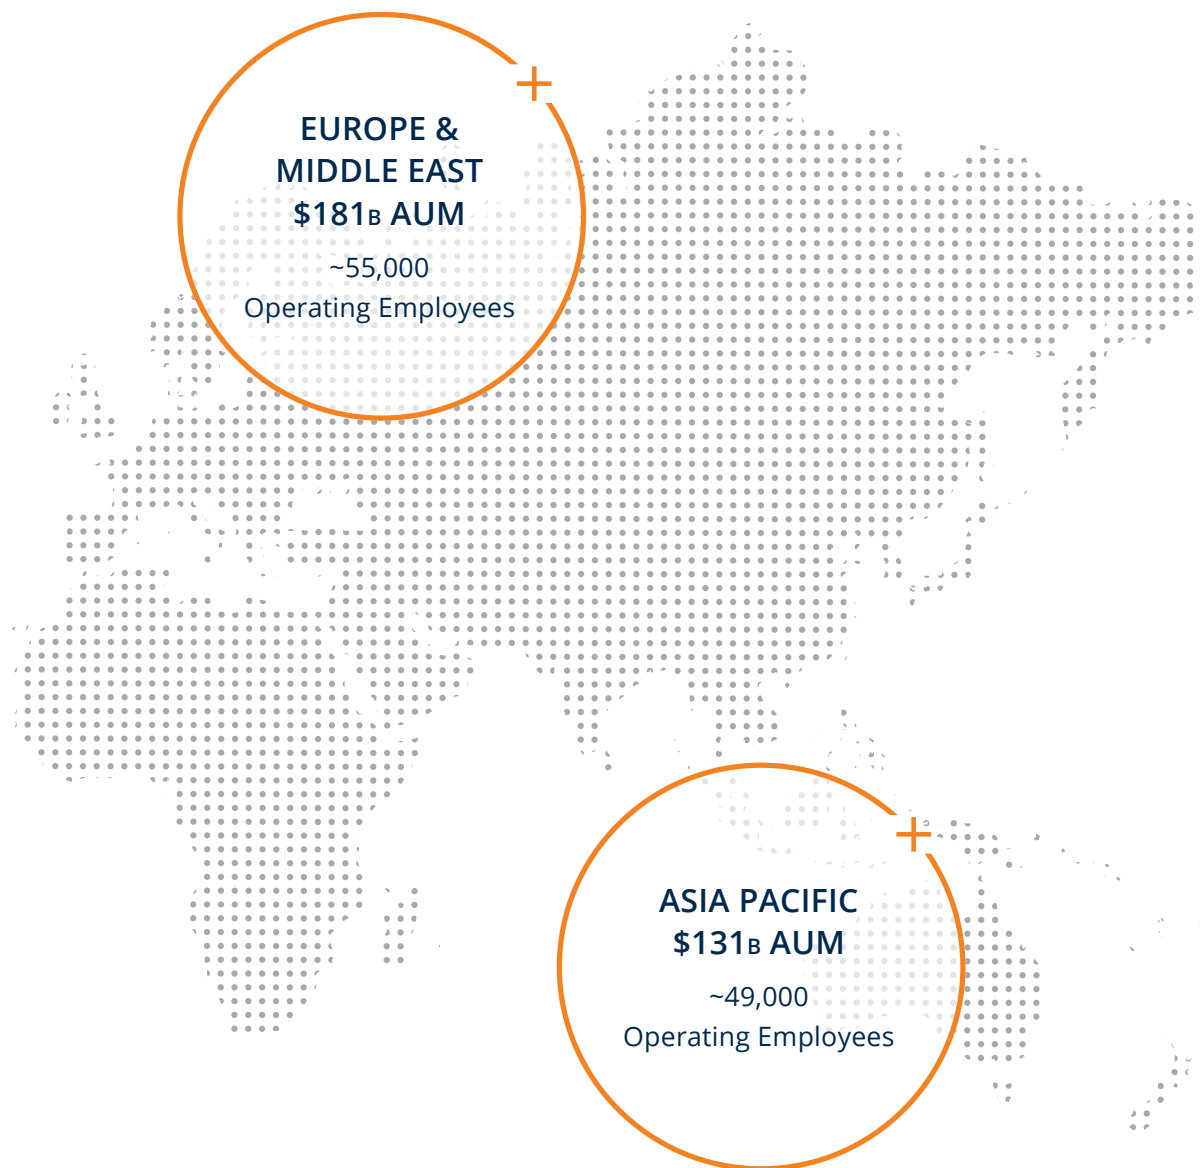 EUROPE &
MIDDLE EAST
$181B AUM
~55,000
Operating Employees
ASIA PACIFIC
$131B AUM
~49,000
Operating Employees